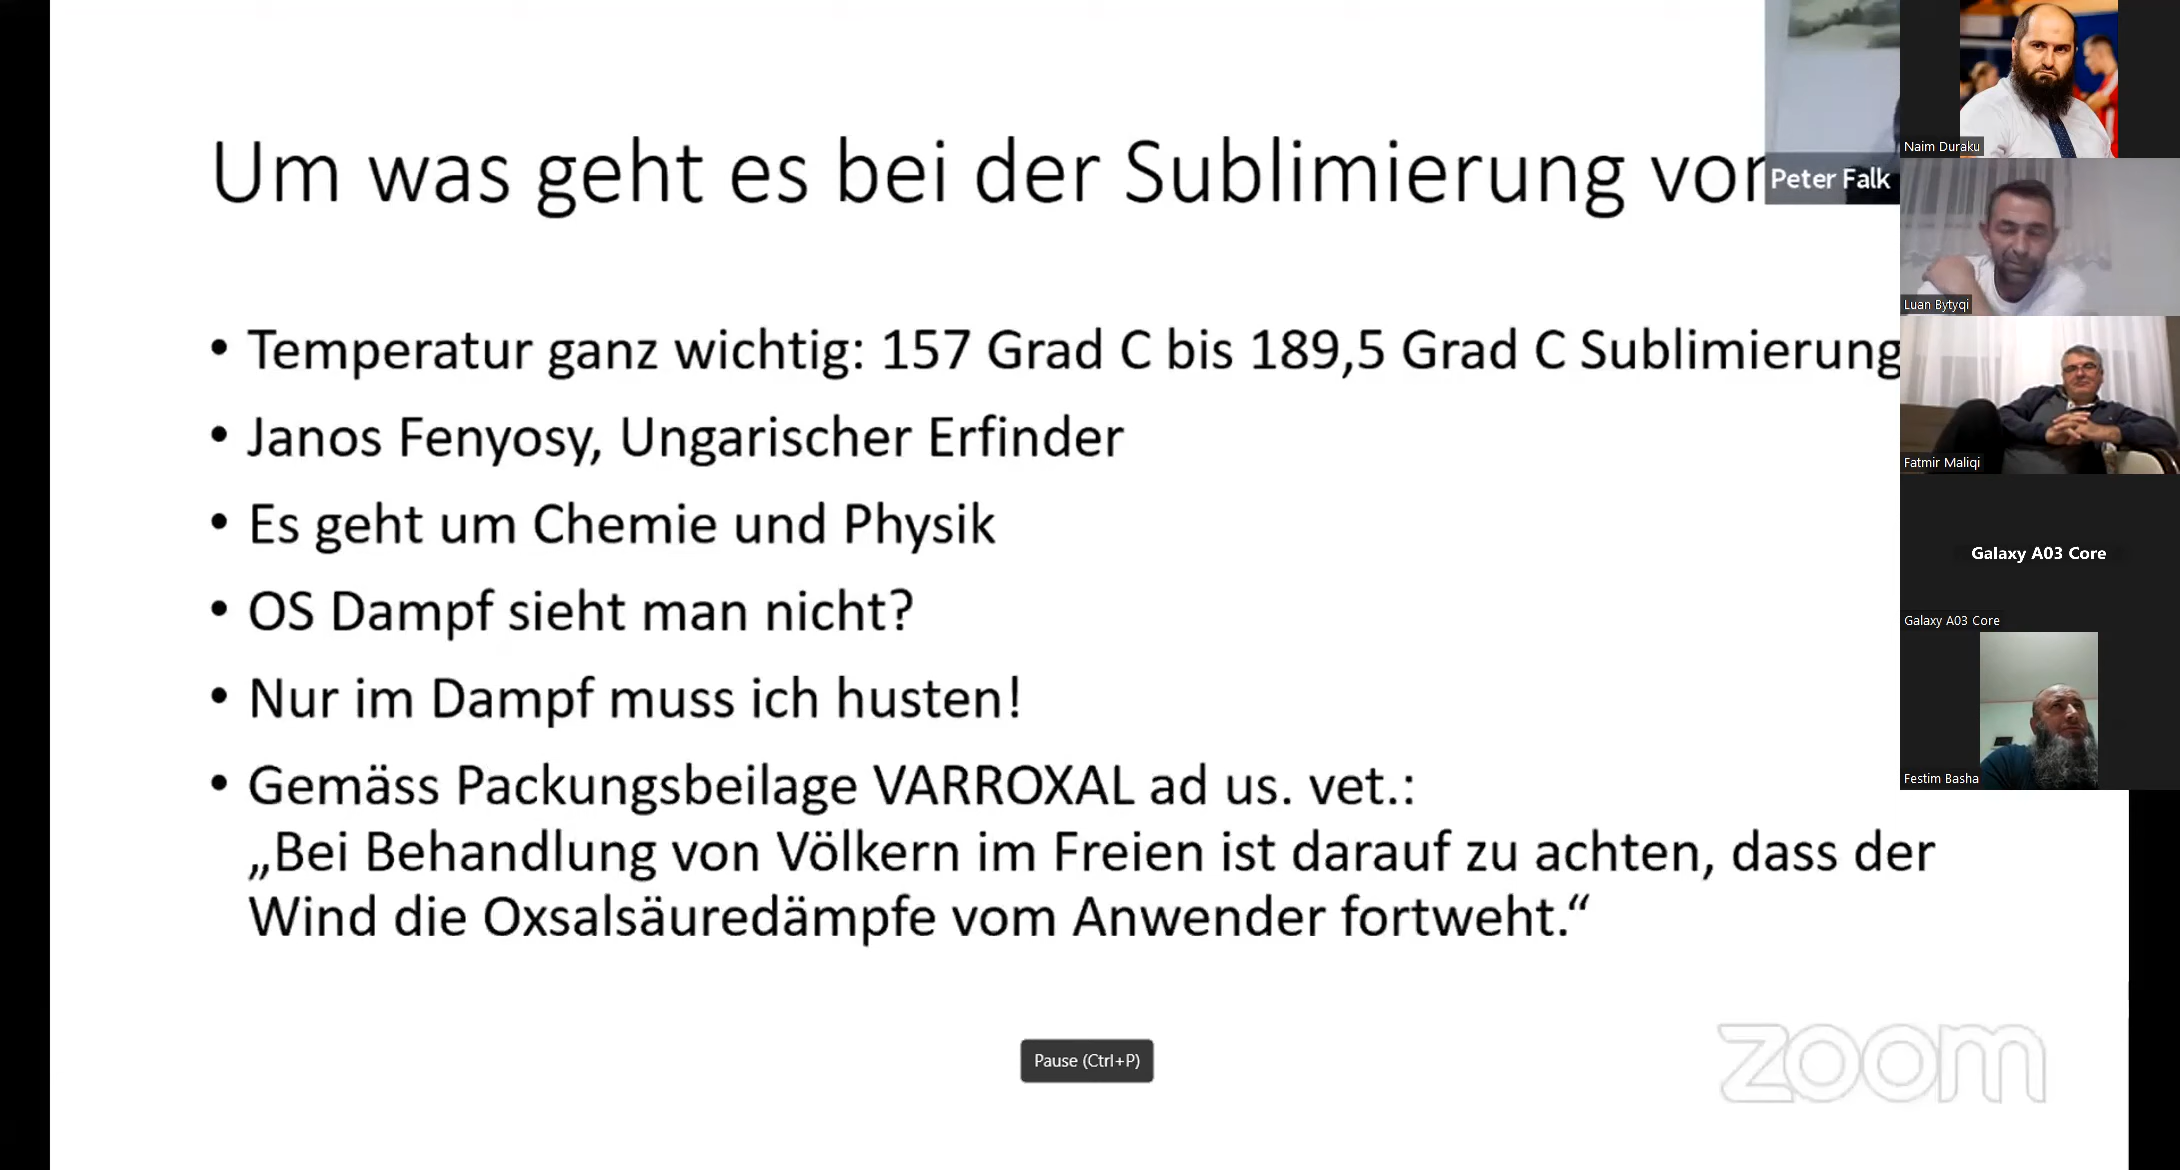 Um was geht es bei der Sublimierung vor
• Temperatur ganz wichtig: 157 Grad C bis 189,5 Grad C Sublimierung
• Janos Fenyosy, Ungarischer Erfinder
• Es geht um Chemie und Physik
• OS Dampf sieht man nicht?
• Nur im Dampf muss ich husten!
• Gemäss Packungsbeilage VARROXAL ad us. vet.:
„Bei Behandlung von Völkern im Freien ist darauf zu achten, dass der
Wind die Oxsalsäuredämpfe vom Anwender fortweht.“
Pause (Ctrl+P)
zoom
Peter Falk
Naim Duraku
Luan Bytyqi
Fatmir Maliqi
Galaxy A03 Core
Galaxy A03 Core
Festim Basha